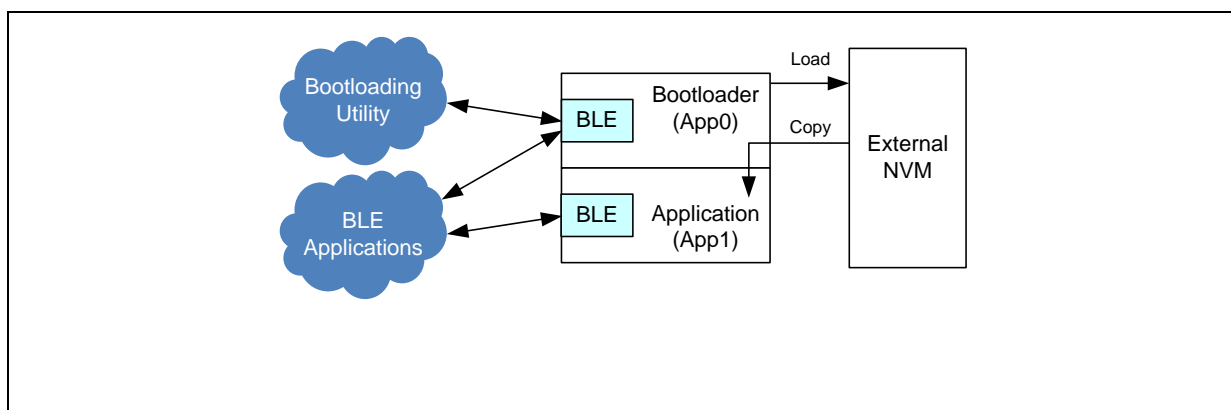 Bootloading
Utility
BLE
Applications
BLE
Bootloader
(App0)
BLE
Application
(App1)
Load
Copy
External
NVM